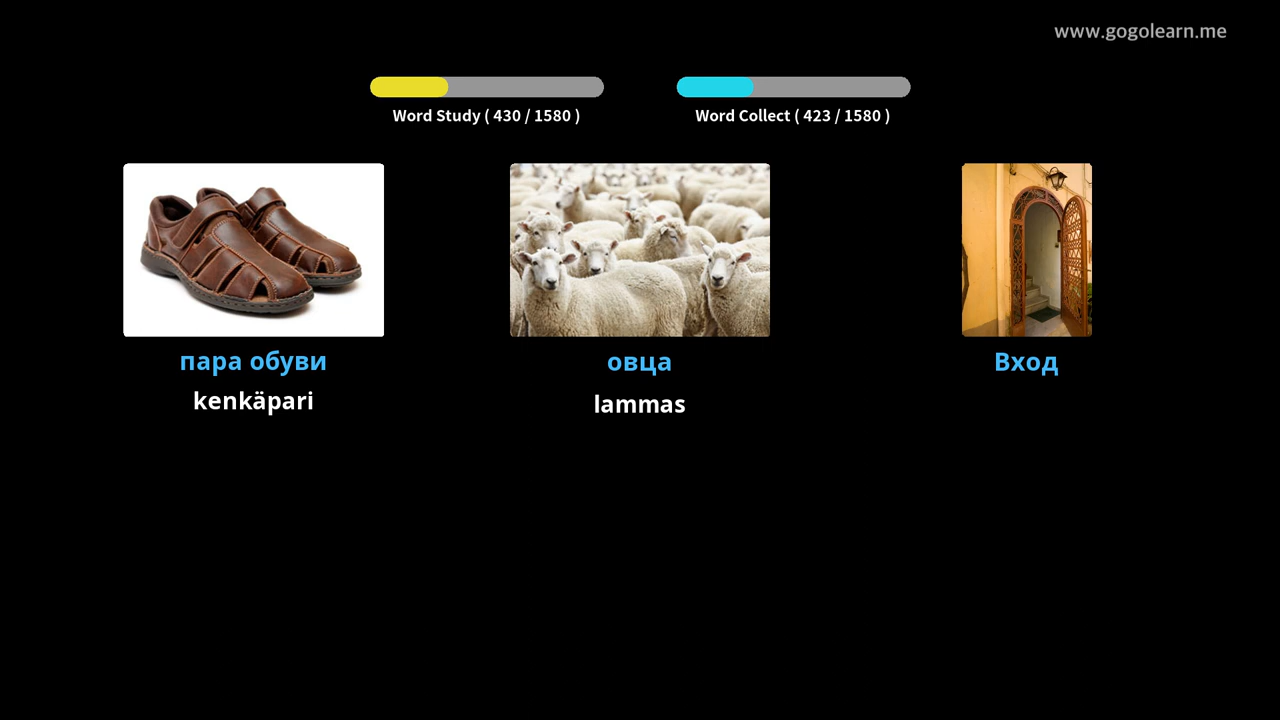 www.gogolearn.me
Word Study ( 430 / 1580 )
Word Collect ( 423 / 1580 )
пара обуви
kenkäpari
овца
lammas
Вход